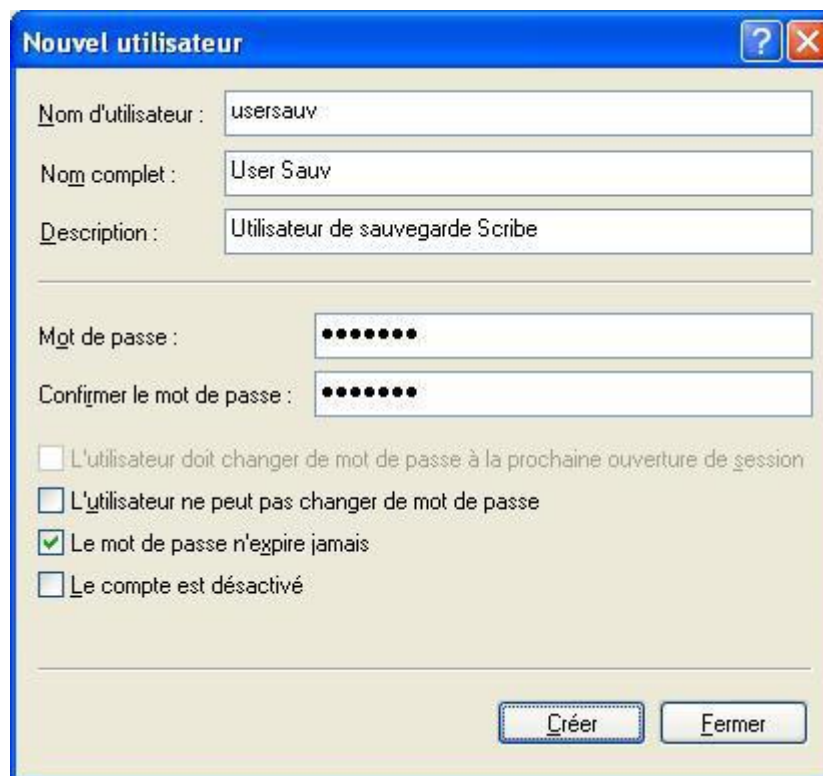 Nouvel utilisateur
Nom d'utilisateur : usersauv
Nom complet : User Sauv
Description : Utilisateur de sauvegarde Scribe
Mot de passe : •••••••
Confirmer le mot de passe : •••••••
L'utilisateur doit changer de mot de passe à la prochaine ouverture de session
L'utilisateur ne peut pas changer de mot de passe
Le mot de passe n'expire jamais
Le compte est désactivé
Créer Fermer